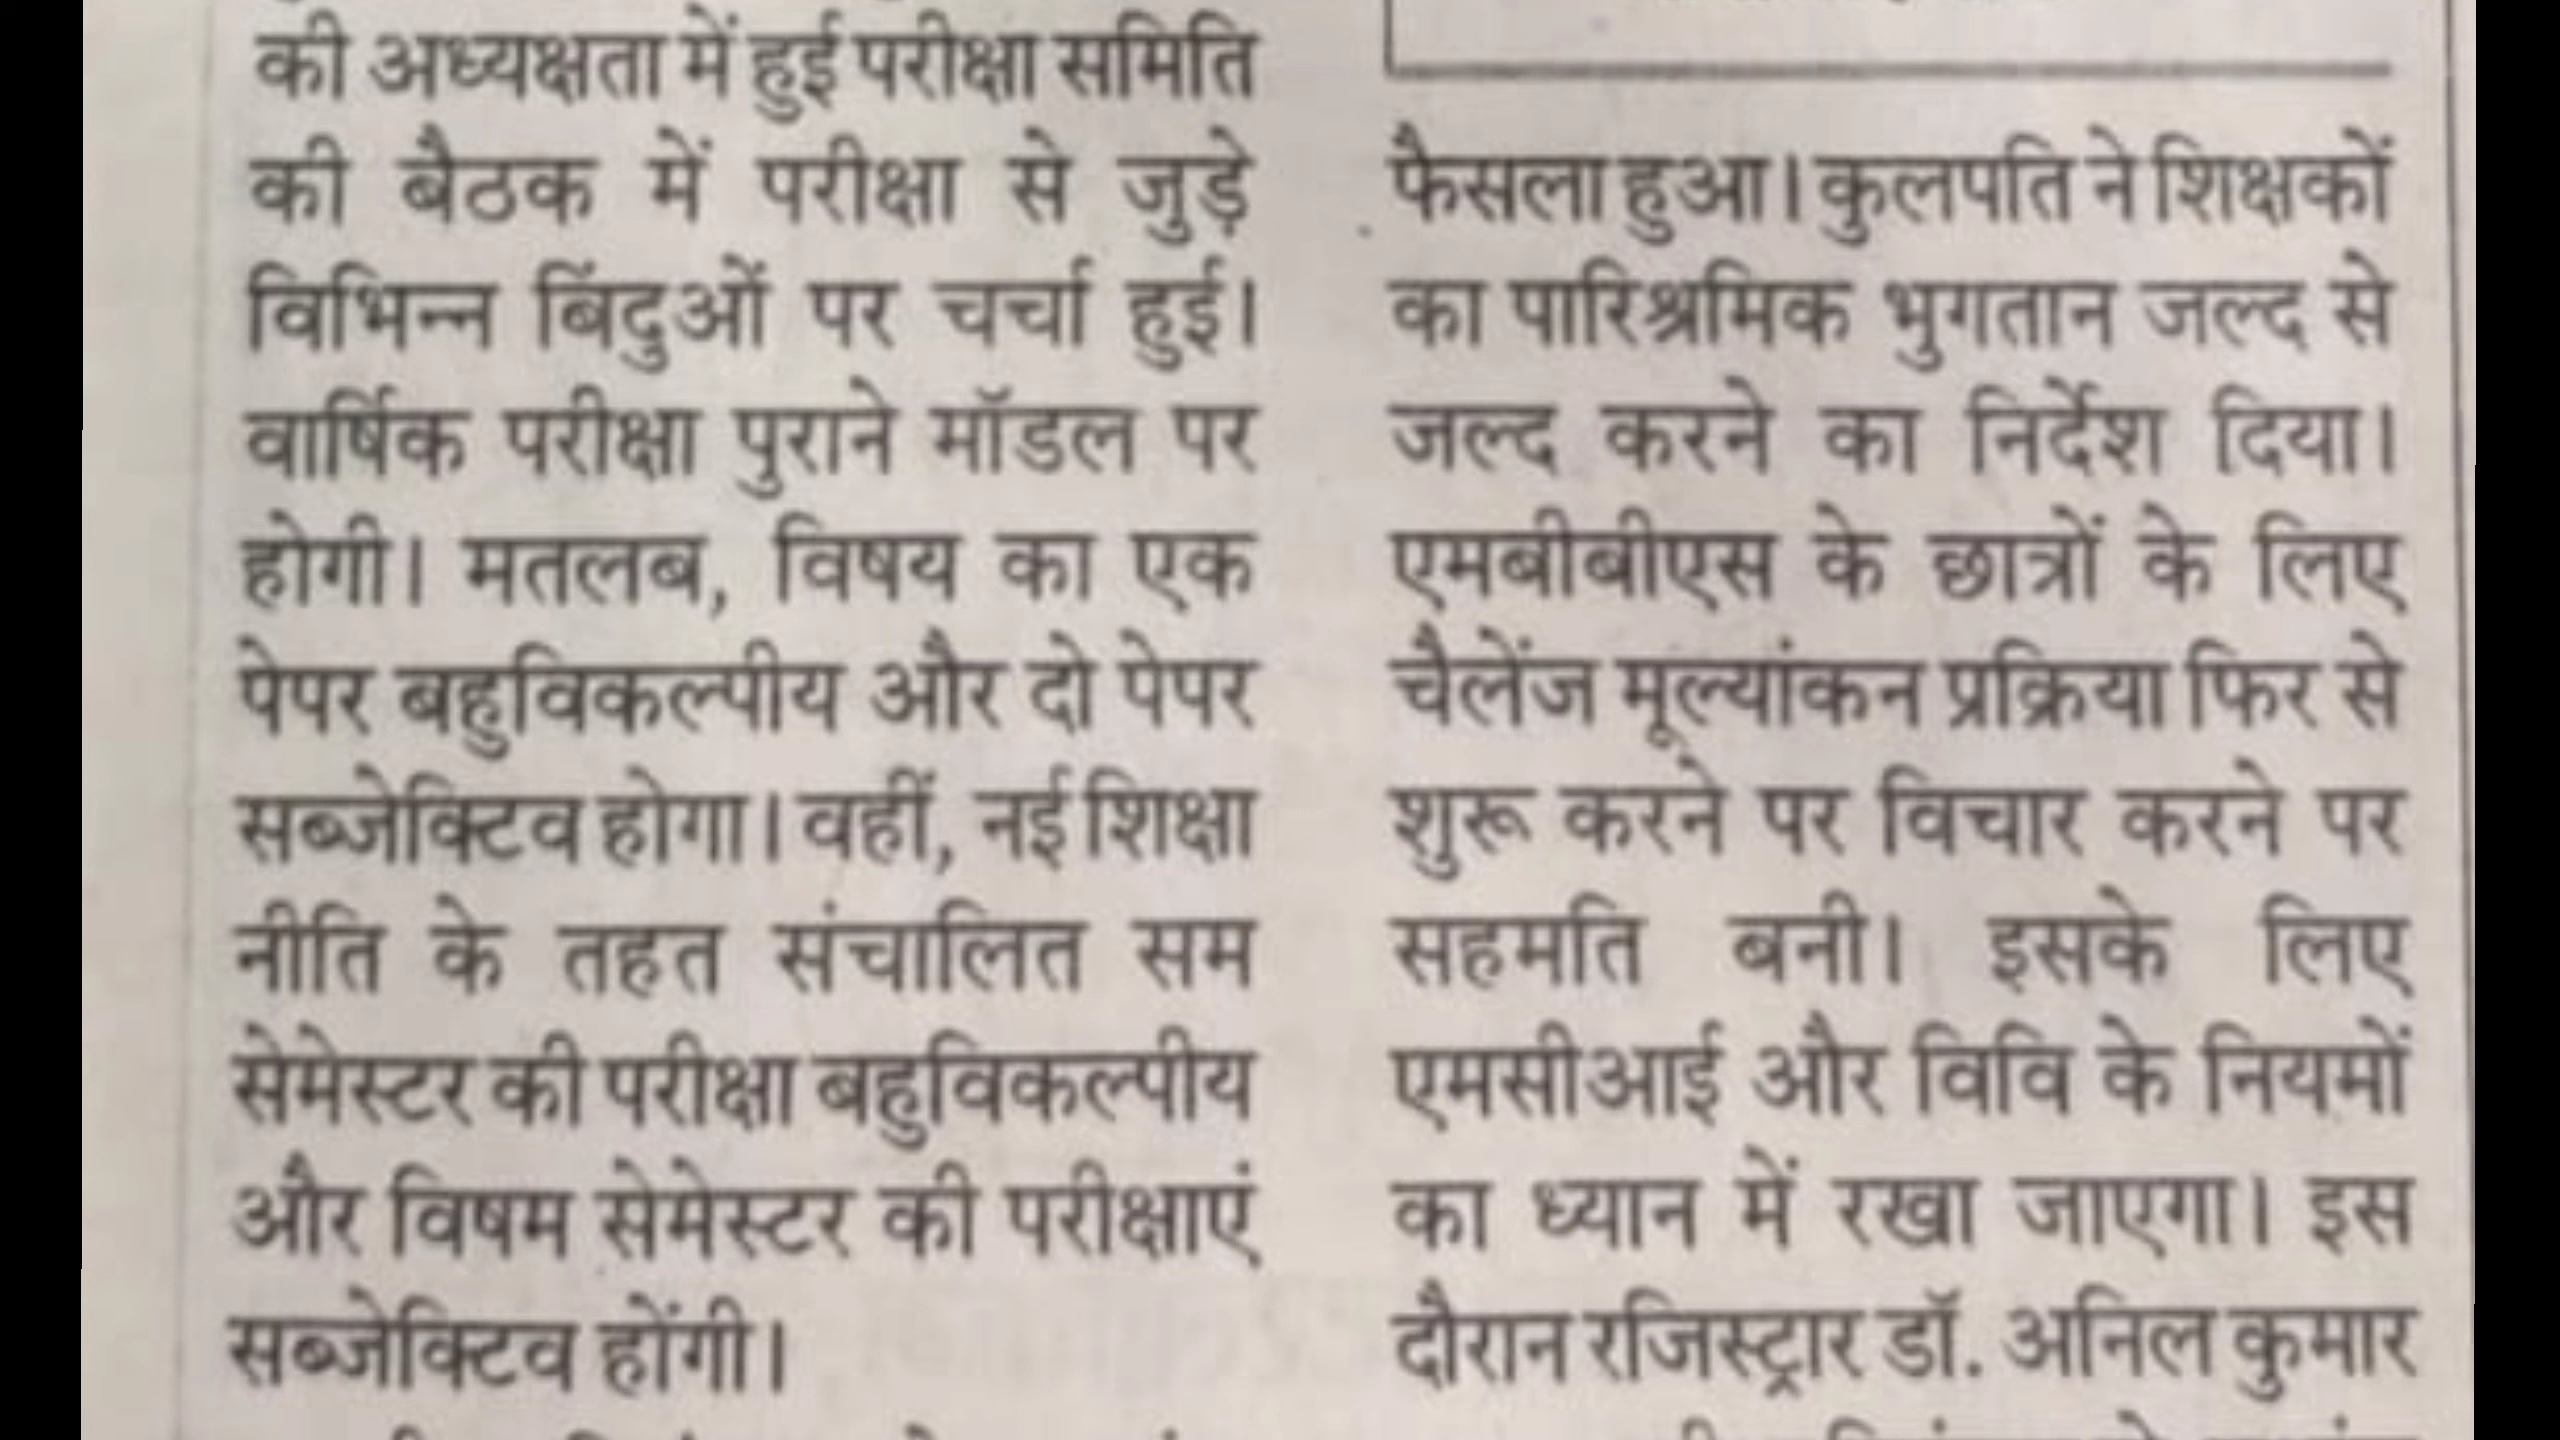 की अध्यक्षता में हुई परीक्षा समिति
की बैठक में परीक्षा से जुड़े
विभिन्न बिंदुओं पर चर्चा हुई।
वार्षिक परीक्षा पुराने मॉडल पर
होगी। मतलब, विषय का एक
पेपर बहुविकल्पीय और दो पेपर
सब्जेक्टिव होगा। वहीं, नई शिक्षा
नीति के तहत संचालित सम
सेमेस्टर की परीक्षा बहुविकल्पीय
और विषम सेमेस्टर की परीक्षाएं
सब्जेक्टिव होंगी।
फैसला हुआ। कुलपति ने शिक्षकों
का पारिश्रमिक भुगतान जल्द से
जल्द करने का निर्देश दिया।
एमबीबीएस के छात्रों के लिए
चैलेंज मूल्यांकन प्रक्रिया फिर से
शुरू करने पर विचार करने पर
सहमति बनी। इसके लिए
एमसीआई और विवि के नियमों
का ध्यान में रखा जाएगा। इस
दौरान रजिस्ट्रार डॉ. अनिल कुमार